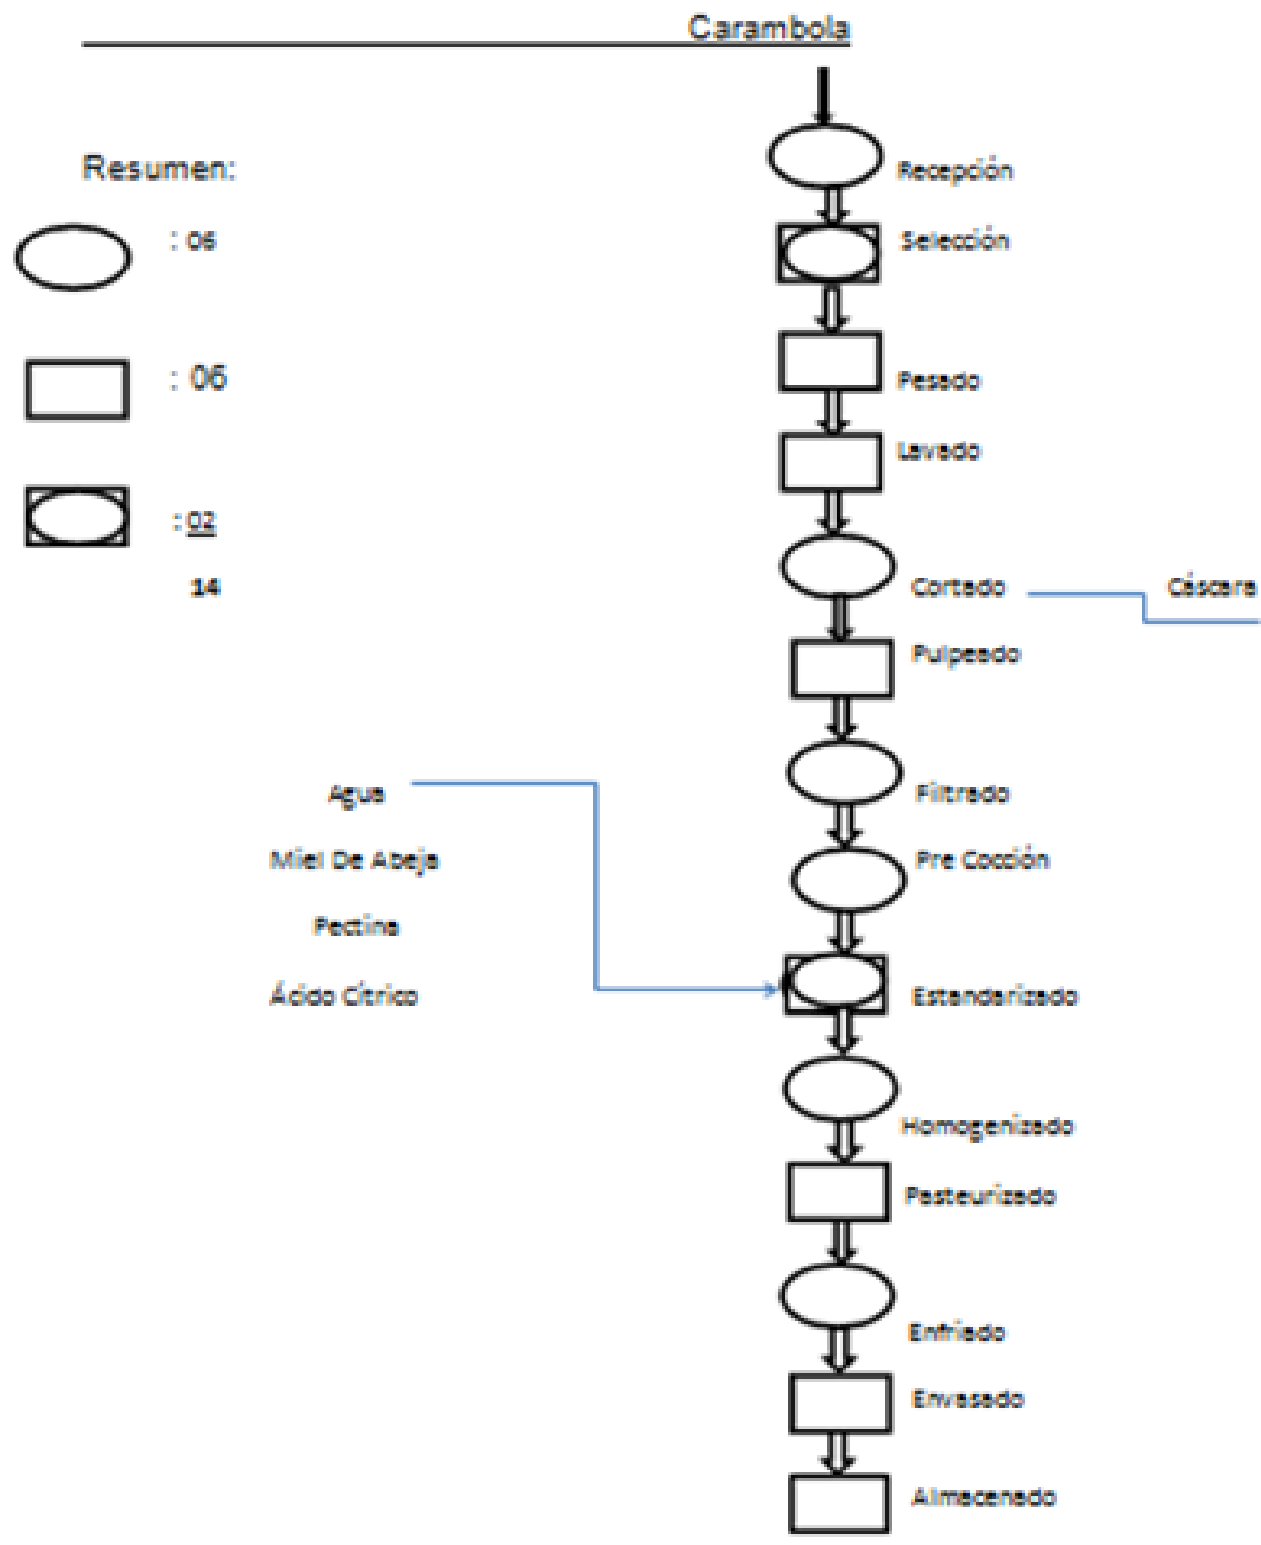 Carambola
Resumen:
: 06
: 06
: 02
14
Recepción
Selección
Pesado
Lavado
Cortado
Cáscara
Pulpeado
Filtrado
Pre Cocción
Agua
Miel De Abeja
Pectina
Ácido Cítrico
Estandarizado
Homogenizado
Pasteurizado
Enfriado
Envasado
Almacenado